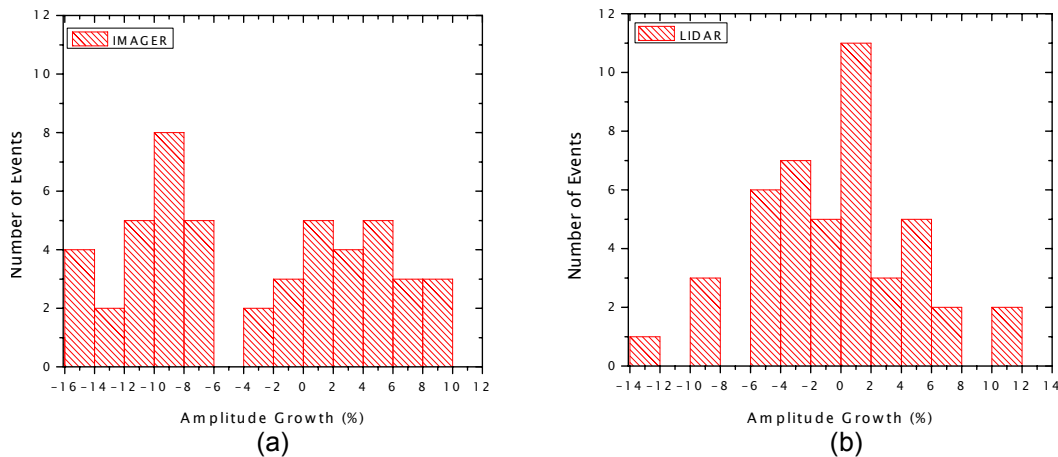 IMAGER
12
10
8
6
4
2
0
Number of Events
-16 -14 -12 -10 -8 -6 -4 -2 0 2 4 6 8 10 12
Amplitude Growth (%)
(a)
LIDAR
12
10
8
6
4
2
0
Number of Events
-14 -12 -10 -8 -6 -4 -2 0 2 4 6 8 10 12 14
Amplitude Growth (%)
(b)